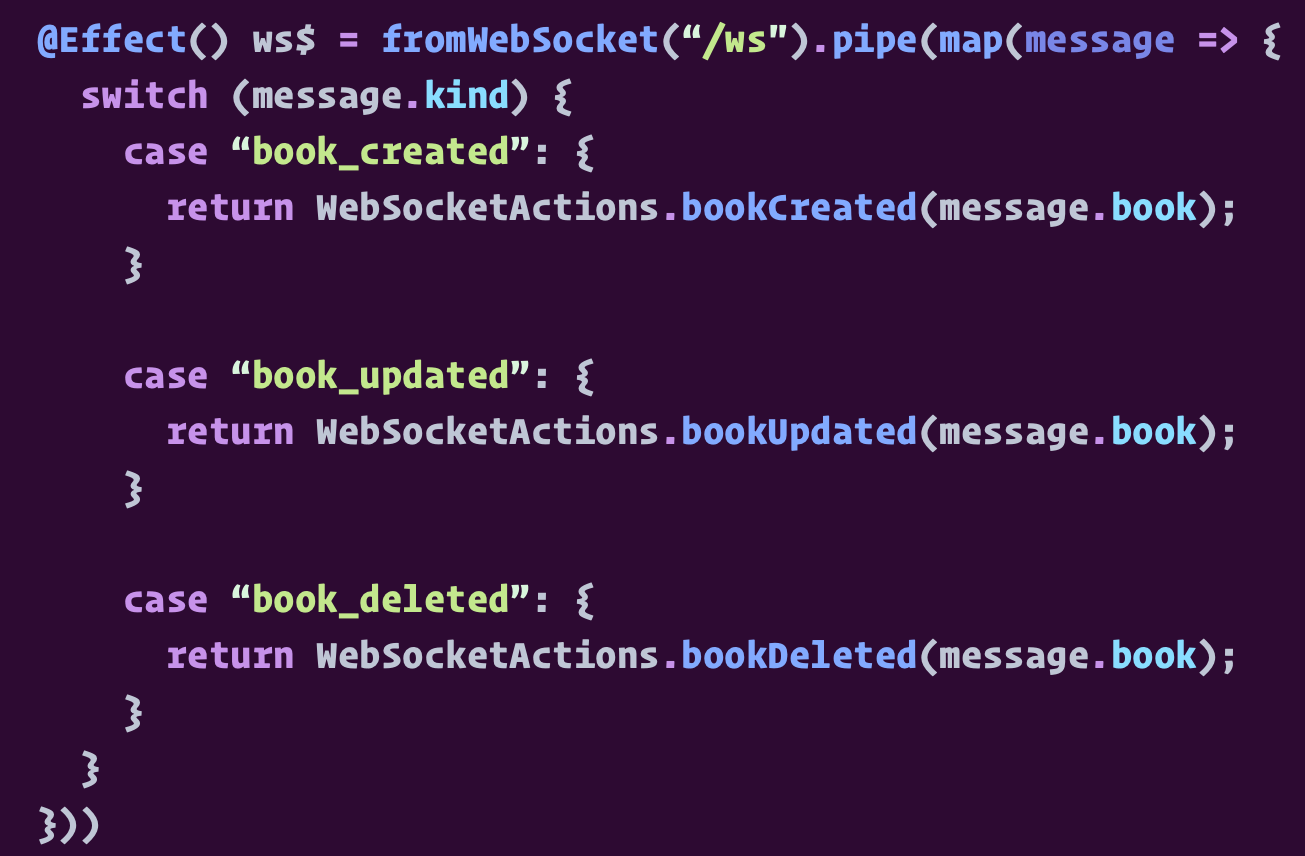 @Effect() ws$ = fromWebSocket(“/ws”).pipe(map(message => {
  switch (message.kind) {
    case “book_created”: {
      return WebSocketActions.bookCreated(message.book);
    }

    case “book_updated”: {
      return WebSocketActions.bookUpdated(message.book);
    }

    case “book_deleted”: {
      return WebSocketActions.bookDeleted(message.book);
    }
  }
}))